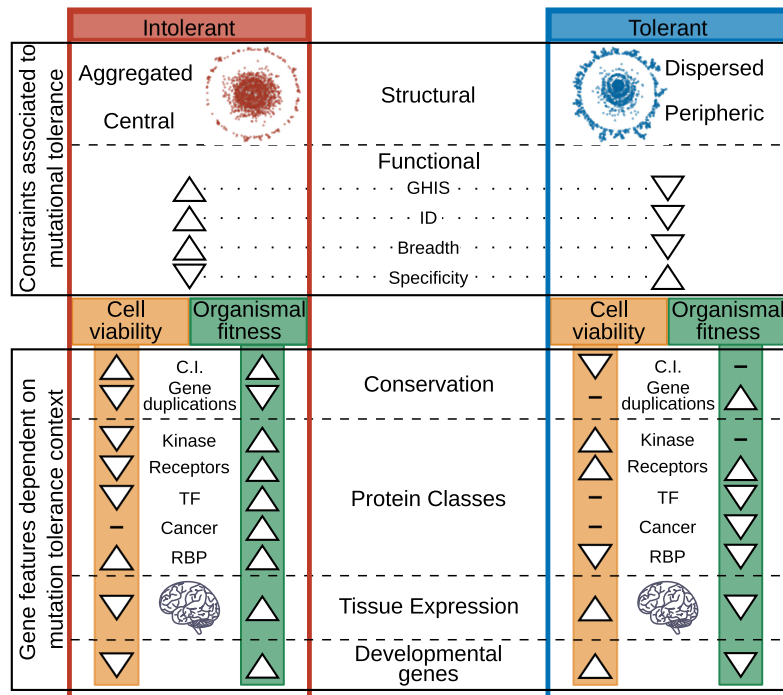 Intolerant
Tolerant
Constraints associated to
mutational tolerance
Aggregated
Central
Structural
Dispersed
Peripheric
Functional
GHIS
ID
Breadth
Specificity
Cell
viability
Organismal
fitness
Cell
viability
Organismal
fitness
Gene features dependent on
mutation tolerance context
C.I.
Gene
duplications
Conservation
C.I.
–
Gene
duplications
–
Kinase
Receptors
TF
Cancer
–
RBP
Protein Classes
Kinase
–
Receptors
TF
–
Cancer
–
RBP
Tissue Expression
Developmental
genes